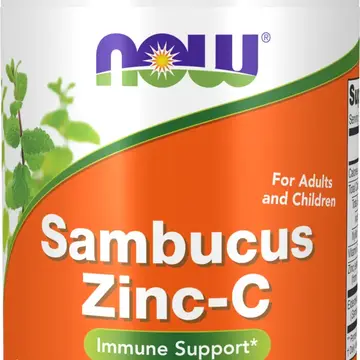 now
For Adults
and Children
Sambucus
Zinc-C
Immune Support*